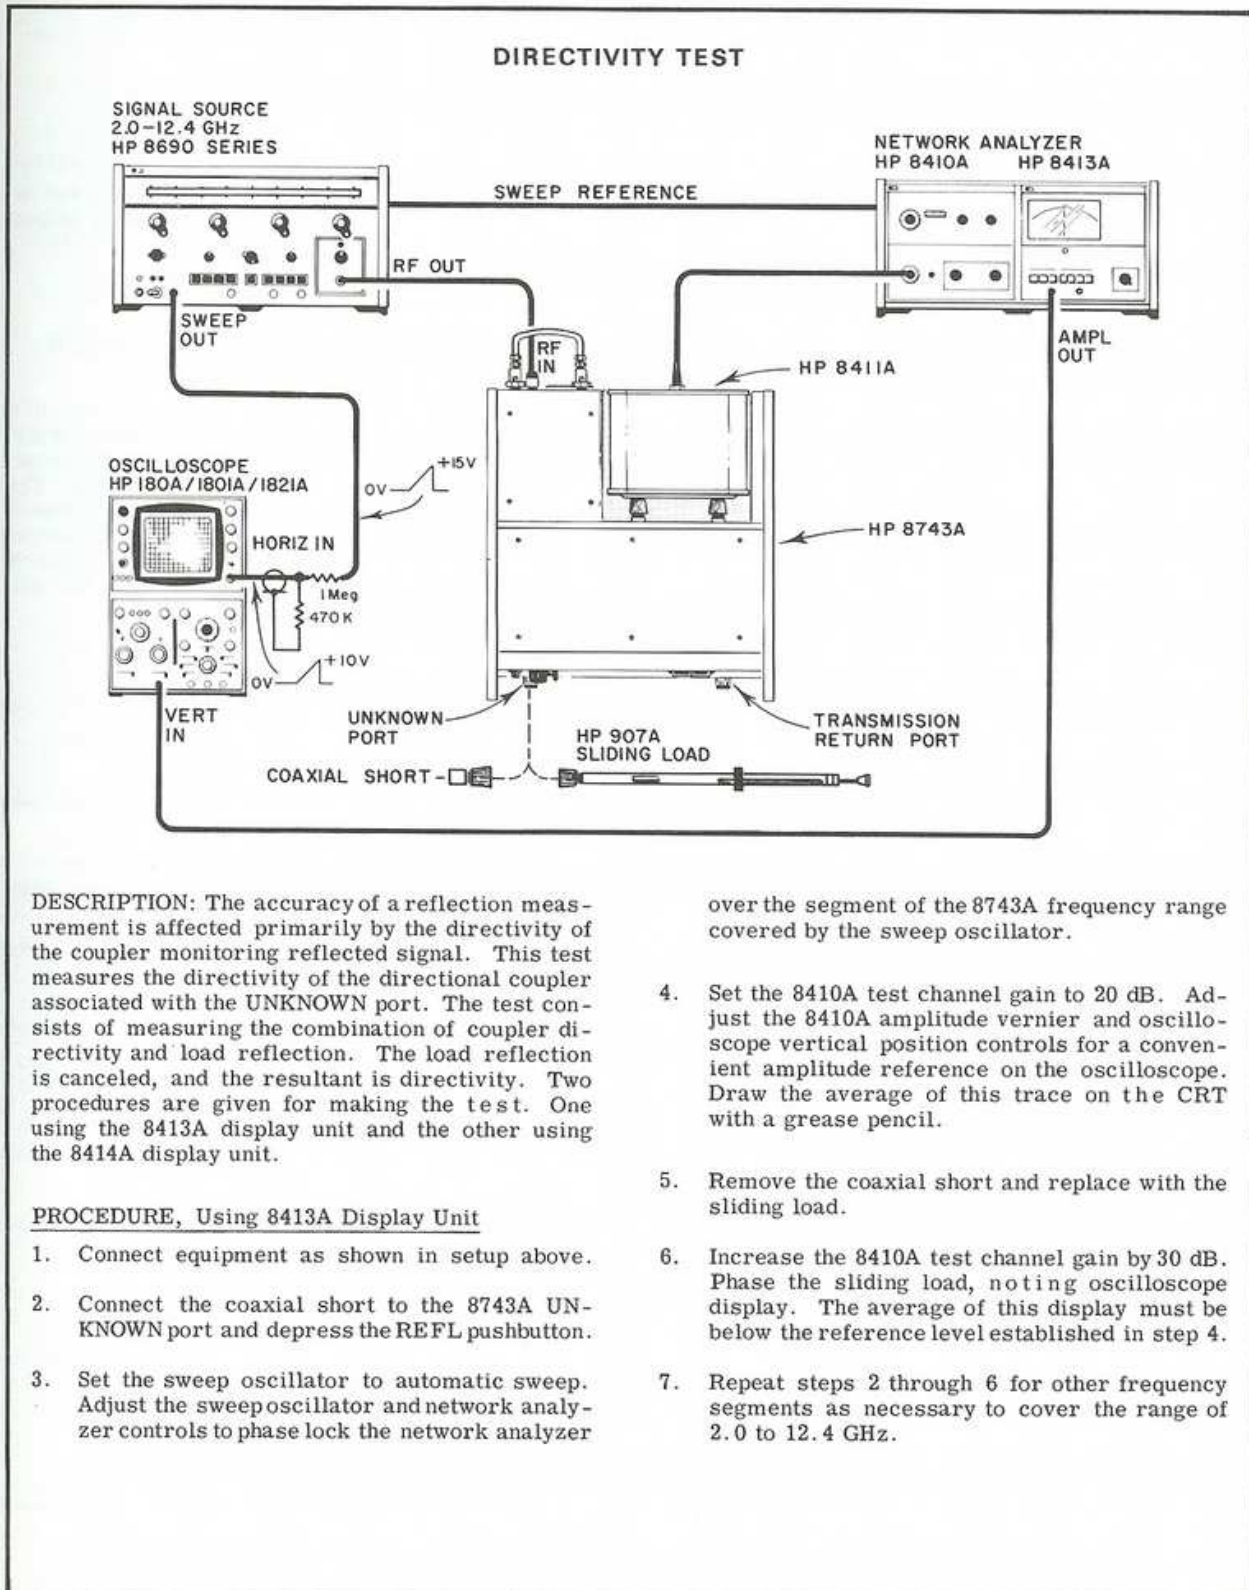 DIRECTIVITY TEST
SIGNAL SOURCE
2.0-12.4 GHz
HP 8690 SERIES
NETWORK ANALYZER
HP 8410A HP 8413A
SWEEP REFERENCE
RF OUT
SWEEP
OUT
RF
IN
AMPL
OUT
HP 8411A
OSCILLOSCOPE
HP 180A/1801A/1821A
+15V
0V
HORIZ IN
HP 8743A
1Meg
470K
+10V
0V
VERT
IN
UNKNOWN
PORT
HP 907A
SLIDING LOAD
TRANSMISSION
RETURN PORT
COAXIAL SHORT
DESCRIPTION: The accuracy of a reflection meas-
urement is affected primarily by the directivity of
the coupler monitoring reflected signal. This test
measures the directivity of the directional coupler
associated with the UNKNOWN port. The test con-
sists of measuring the combination of coupler di-
rectivity and load reflection. The load reflection
is canceled, and the resultant is directivity. Two
procedures are given for making the test. One
using the 8413A display unit and the other using
the 8414A display unit.
PROCEDURE, Using 8413A Display Unit
1. Connect equipment as shown in setup above.
2. Connect the coaxial short to the 8743A UN-
KNOWN port and depress the REFL pushbutton.
3. Set the sweep oscillator to automatic sweep.
Adjust the sweep oscillator and network analy-
zer controls to phase lock the network analyzer
over the segment of the 8743A frequency range
covered by the sweep oscillator.
4. Set the 8410A test channel gain to 20 dB. Ad-
just the 8410A amplitude vernier and oscillo-
scope vertical position controls for a conven-
ient amplitude reference on the oscilloscope.
Draw the average of this trace on the CRT
with a grease pencil.
5. Remove the coaxial short and replace with the
sliding load.
6. Increase the 8410A test channel gain by 30 dB.
Phase the sliding load, noting oscilloscope
display. The average of this display must be
below the reference level established in step 4.
7. Repeat steps 2 through 6 for other frequency
segments as necessary to cover the range of
2.0 to 12.4 GHz.